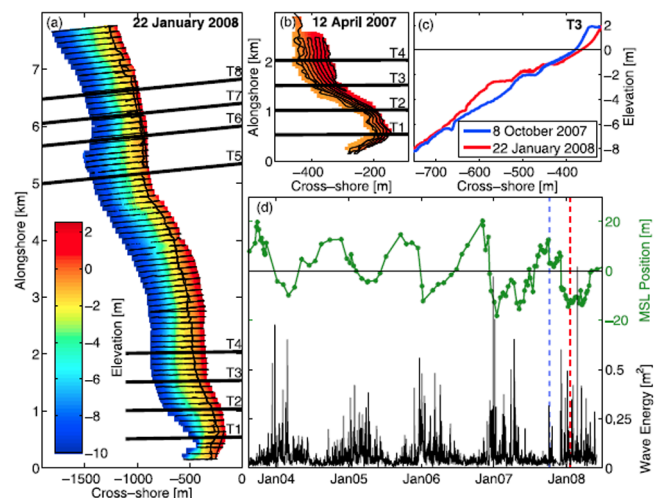 (a) 22 January 2008
7
6
5
4
3
2
1
0
Alongshore [km]
T8
T7
T6
T5
T4
T3
T2
T1
2
0
−2
−4
−6
−8
−10
Elevation [m]
−1500 −1000 −500 0
Cross−shore [m]
(b) 12 April 2007
2
1
0
Alongshore [km]
T4
T3
T2
T1
−400 −200
Cross−shore [m]
(c) T3
2
0
−2
−4
−6
−8
Elevation [m]
8 October 2007
22 January 2008
−700 −600 −500 −400
Cross−shore [m]
(d)
20
0
−20
MSL Position [m]
0.5
0.25
0
Wave Energy [m²]
Jan04 Jan05 Jan06 Jan07 Jan08